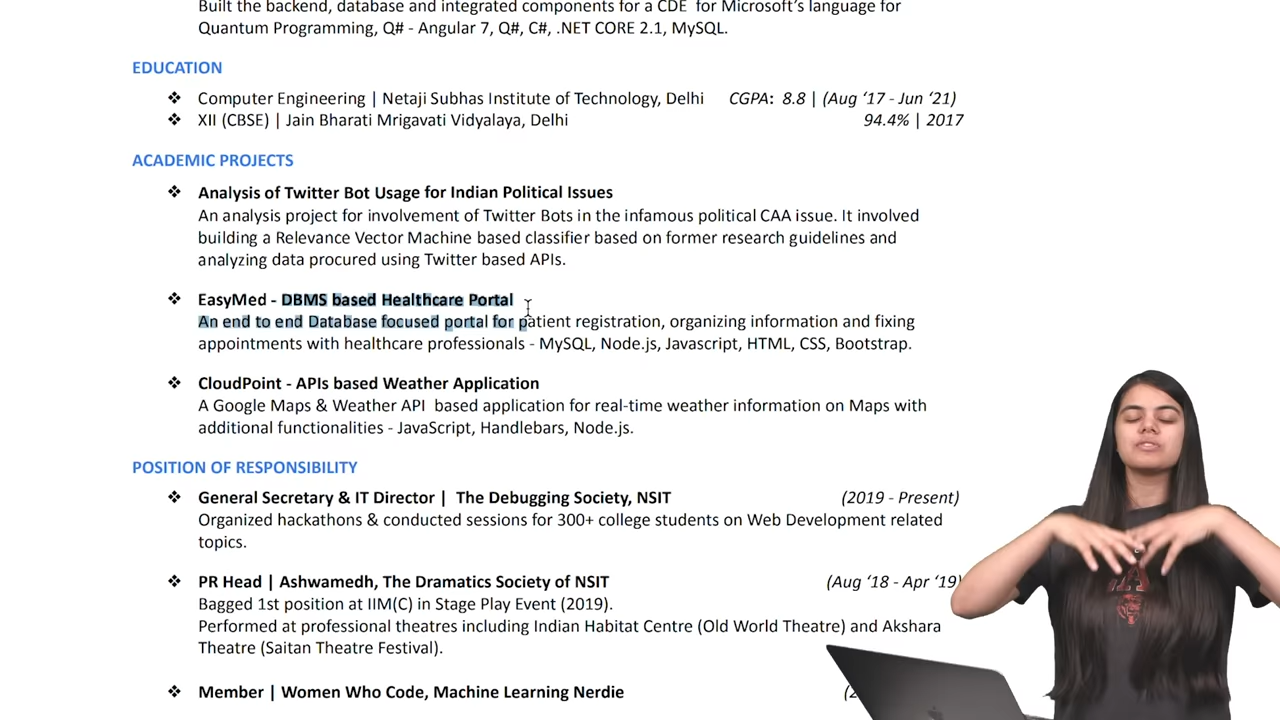 Built the backend, database and integrated components for a CDE for Microsoft's language for
Quantum Programming, Q# - Angular 7, Q#, C#, .NET CORE 2.1, MySQL.
EDUCATION
❖ Computer Engineering | Netaji Subhas Institute of Technology, Delhi CGPA: 8.8 | (Aug '17 - Jun '21)
❖ XII (CBSE) | Jain Bharati Mrigavati Vidyalaya, Delhi 94.4% | 2017
ACADEMIC PROJECTS
❖ Analysis of Twitter Bot Usage for Indian Political Issues
An analysis project for involvement of Twitter Bots in the infamous political CAA issue. It involved
building a Relevance Vector Machine based classifier based on former research guidelines and
analyzing data procured using Twitter based APIs.
❖ EasyMed - DBMS based Healthcare Portal
An end to end Database focused portal for patient registration, organizing information and fixing
appointments with healthcare professionals - MySQL, Node.js, Javascript, HTML, CSS, Bootstrap.
❖ CloudPoint - APIs based Weather Application
A Google Maps & Weather API based application for real-time weather information on Maps with
additional functionalities - JavaScript, Handlebars, Node.js.
POSITION OF RESPONSIBILITY
❖ General Secretary & IT Director | The Debugging Society, NSIT (2019 - Present)
Organized hackathons & conducted sessions for 300+ college students on Web Development related
topics.
❖ PR Head | Ashwamedh, The Dramatics Society of NSIT (Aug '18 - Apr '19)
Bagged 1st position at IIM(C) in Stage Play Event (2019).
Performed at professional theatres including Indian Habitat Centre (Old World Theatre) and Akshara
Theatre (Saitan Theatre Festival).
❖ Member | Women Who Code, Machine Learning Nerdie